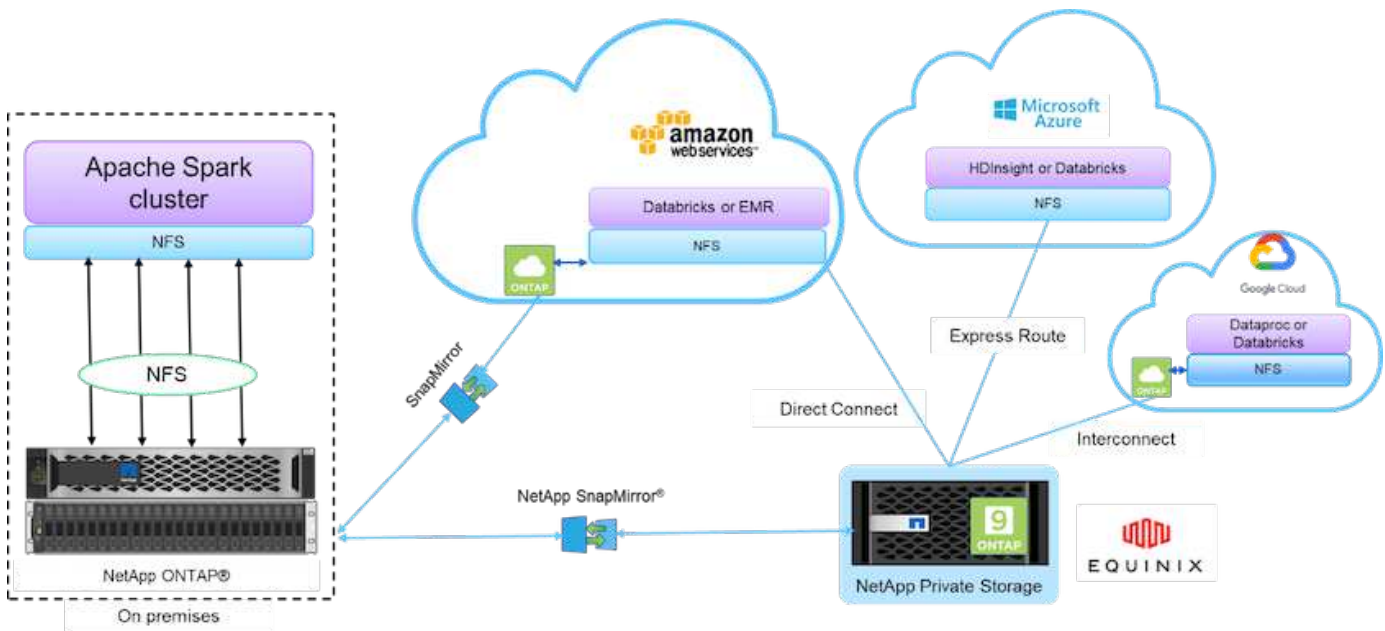 Apache Spark
cluster
NFS
NFS
NetApp ONTAP®
On premises
amazon
webservices™
Databricks or EMR
NFS
ONTAP
SnapMirror
NetApp SnapMirror®
Microsoft
Azure
HDInsight or Databricks
NFS
Express Route
Direct Connect
Google Cloud
Dataproc or
Databricks
NFS
ONTAP
Interconnect
9
ONTAP
NetApp Private Storage
EQUINIX